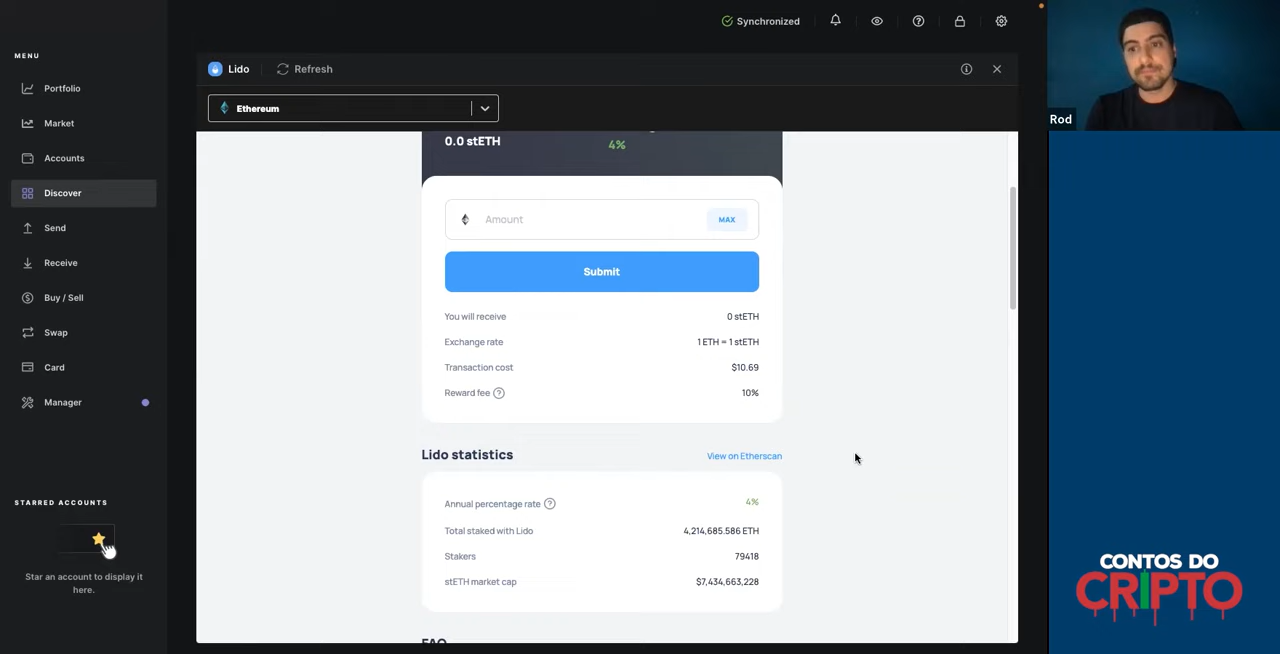 Synchronized
MENU
Portfolio
Market
Accounts
Discover
Send
Receive
Buy / Sell
Swap
Card
Manager
STARRED ACCOUNTS
Star an account to display it
here.
Lido
Refresh
Ethereum
0.0 stETH
4%
Amount
MAX
Submit
You will receive 0 stETH
Exchange rate 1 ETH = 1 stETH
Transaction cost $10.69
Reward fee ? 10%
Lido statistics View on Etherscan
Annual percentage rate ? 4%
Total staked with Lido 4,214,685.586 ETH
Stakers 79418
stETH market cap $7,434,663,228
FAQ
Rod
CONTOS DO
CRIPTO